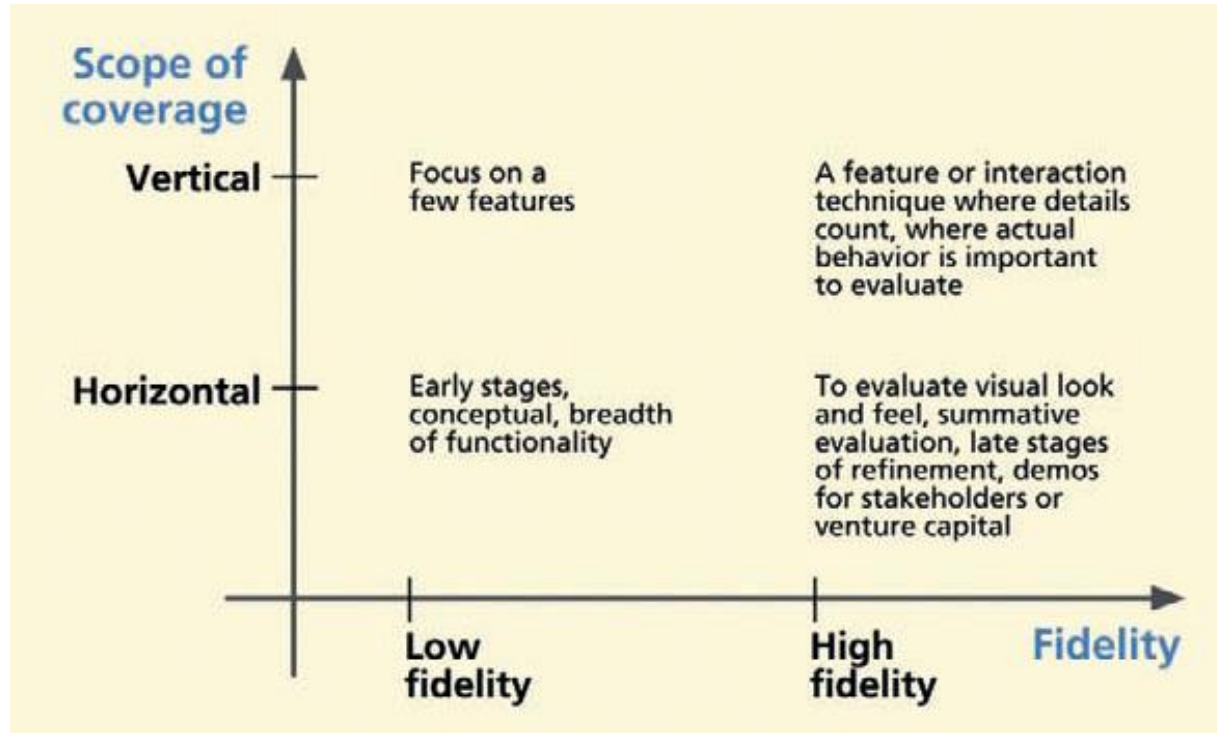 Scope of
coverage
Vertical
Focus on a
few features
A feature or interaction
technique where details
count, where actual
behavior is important
to evaluate
Horizontal
Early stages,
conceptual, breadth
of functionality
To evaluate visual look
and feel, summative
evaluation, late stages
of refinement, demos
for stakeholders or
venture capital
Low
fidelity
High
fidelity
Fidelity